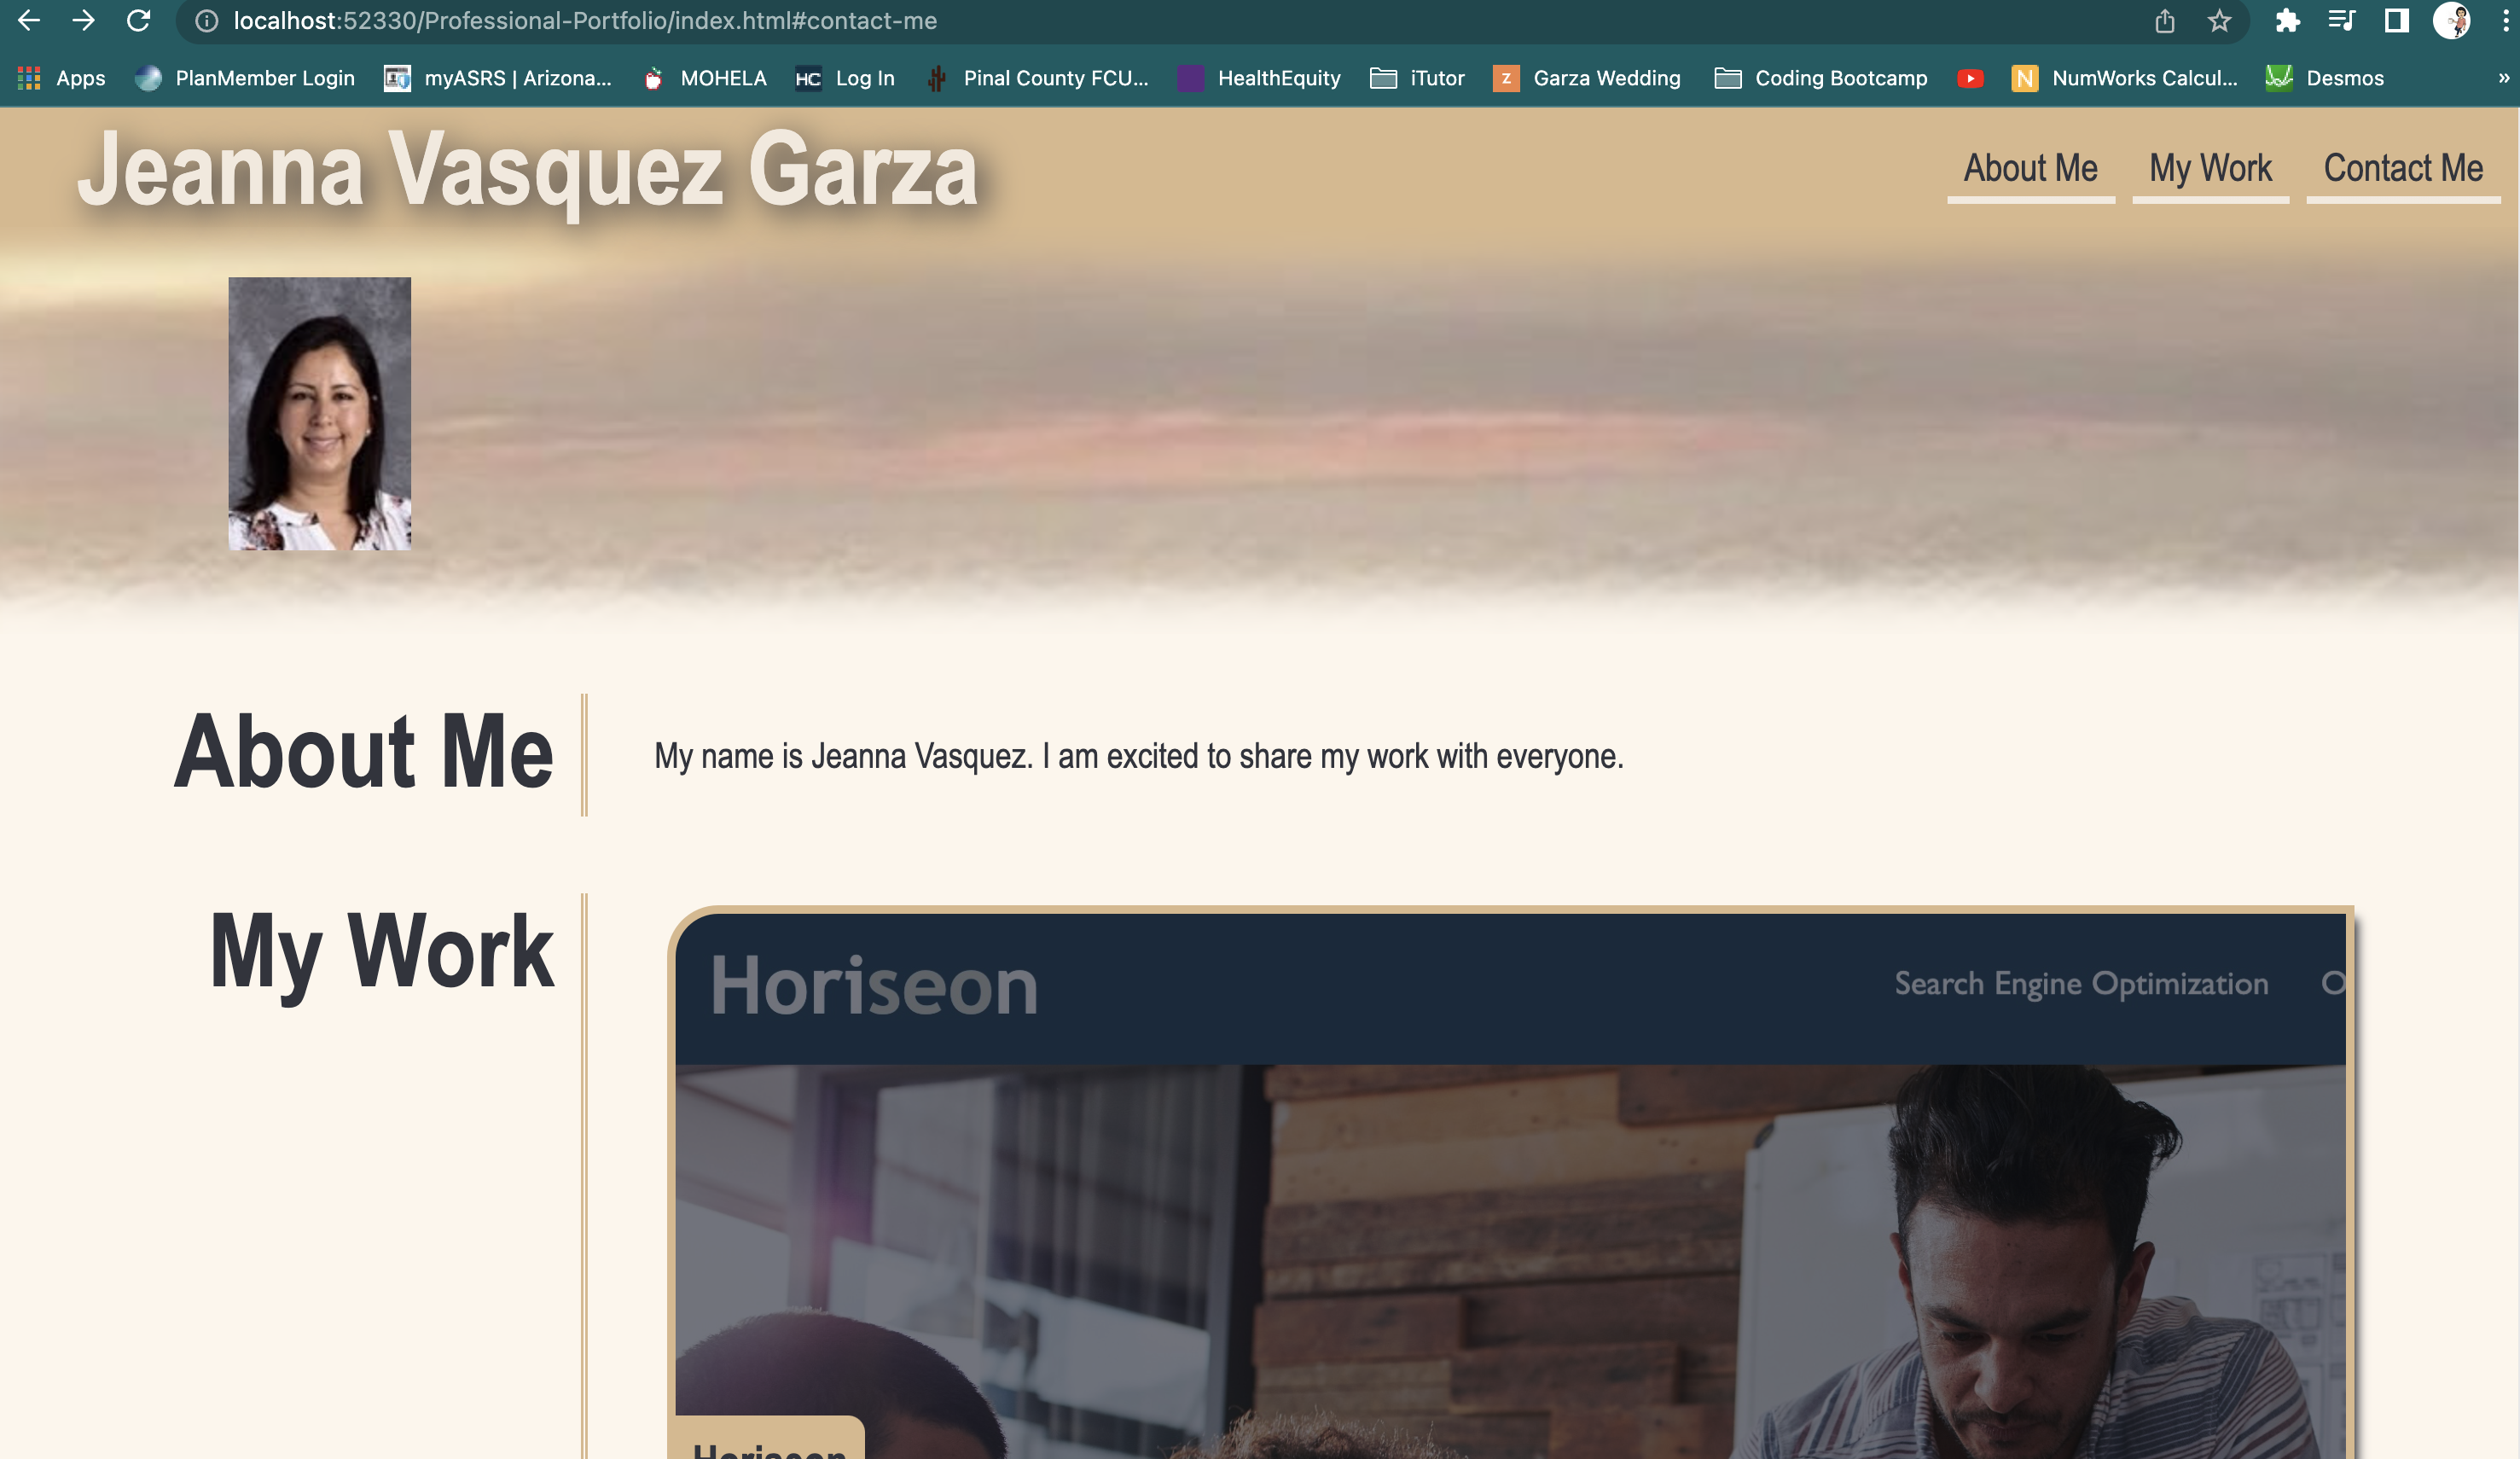 localhost:52330/Professional-Portfolio/index.html#contact-me
Apps PlanMember Login myASRS | Arizona... MOHELA HC Log In Pinal County FCU... HealthEquity iTutor Z Garza Wedding Coding Bootcamp N NumWorks Calcul... Desmos »
Jeanna Vasquez Garza
About Me My Work Contact Me
About Me
My name is Jeanna Vasquez. I am excited to share my work with everyone.
My Work
Horiseon
Search Engine Optimization O
Horiseon